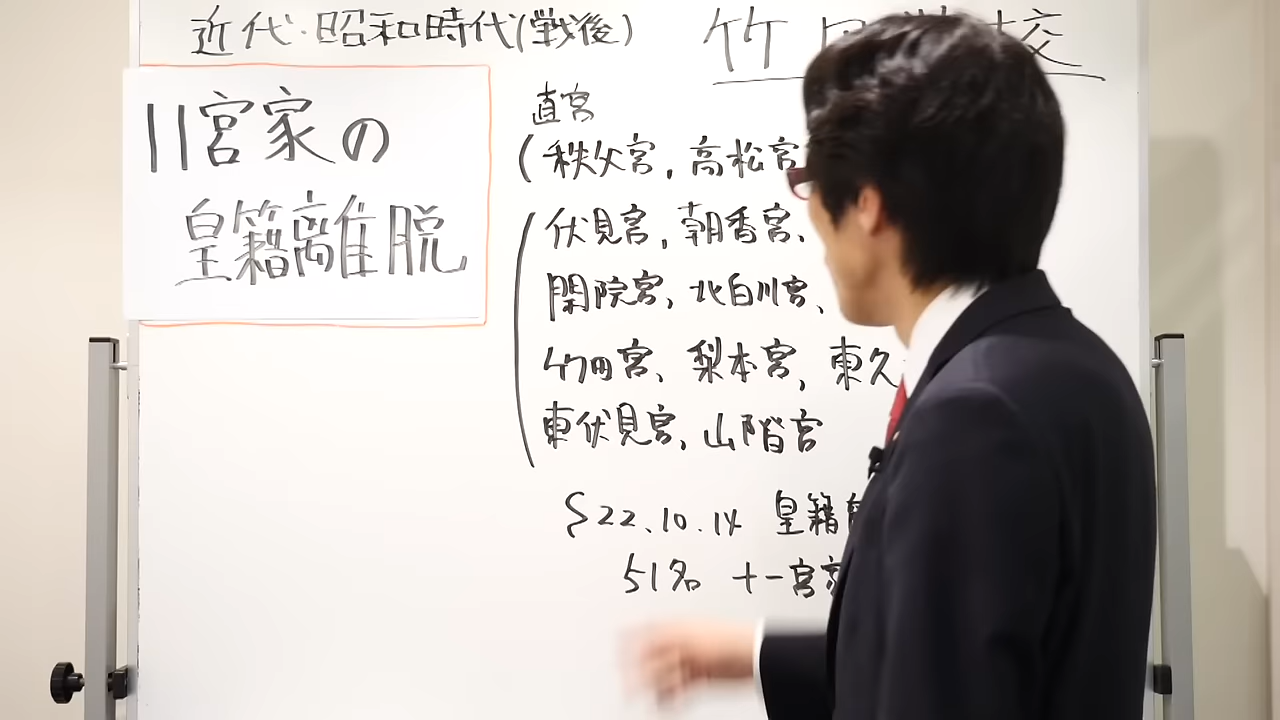 近代・昭和時代(戦後)
竹田 校
11宮家の
皇籍離脱
直宮
(秩父宮, 高松宮
伏見宮, 朝香宮、
閑院宮, 北白川宮、
竹田宮、梨本宮, 東久
東伏見宮, 山階宮
S22.10.14 皇籍離
51名 十一宮家